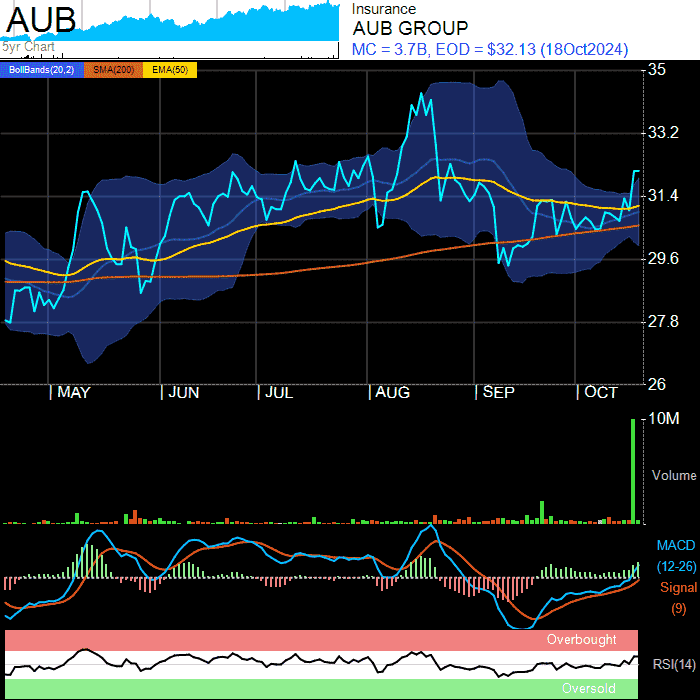 AUB
5yr Chart
Insurance
AUB GROUP
MC = 3.7B, EOD = $32.13 (18Oct2024)
BollBands(20,2) SMA(200) EMA(50)
35
33.2
31.4
29.6
27.8
26
MAY JUN JUL AUG SEP OCT
10M
Volume
MACD
(12-26)
Signal
(9)
Overbought
RSI(14)
Oversold